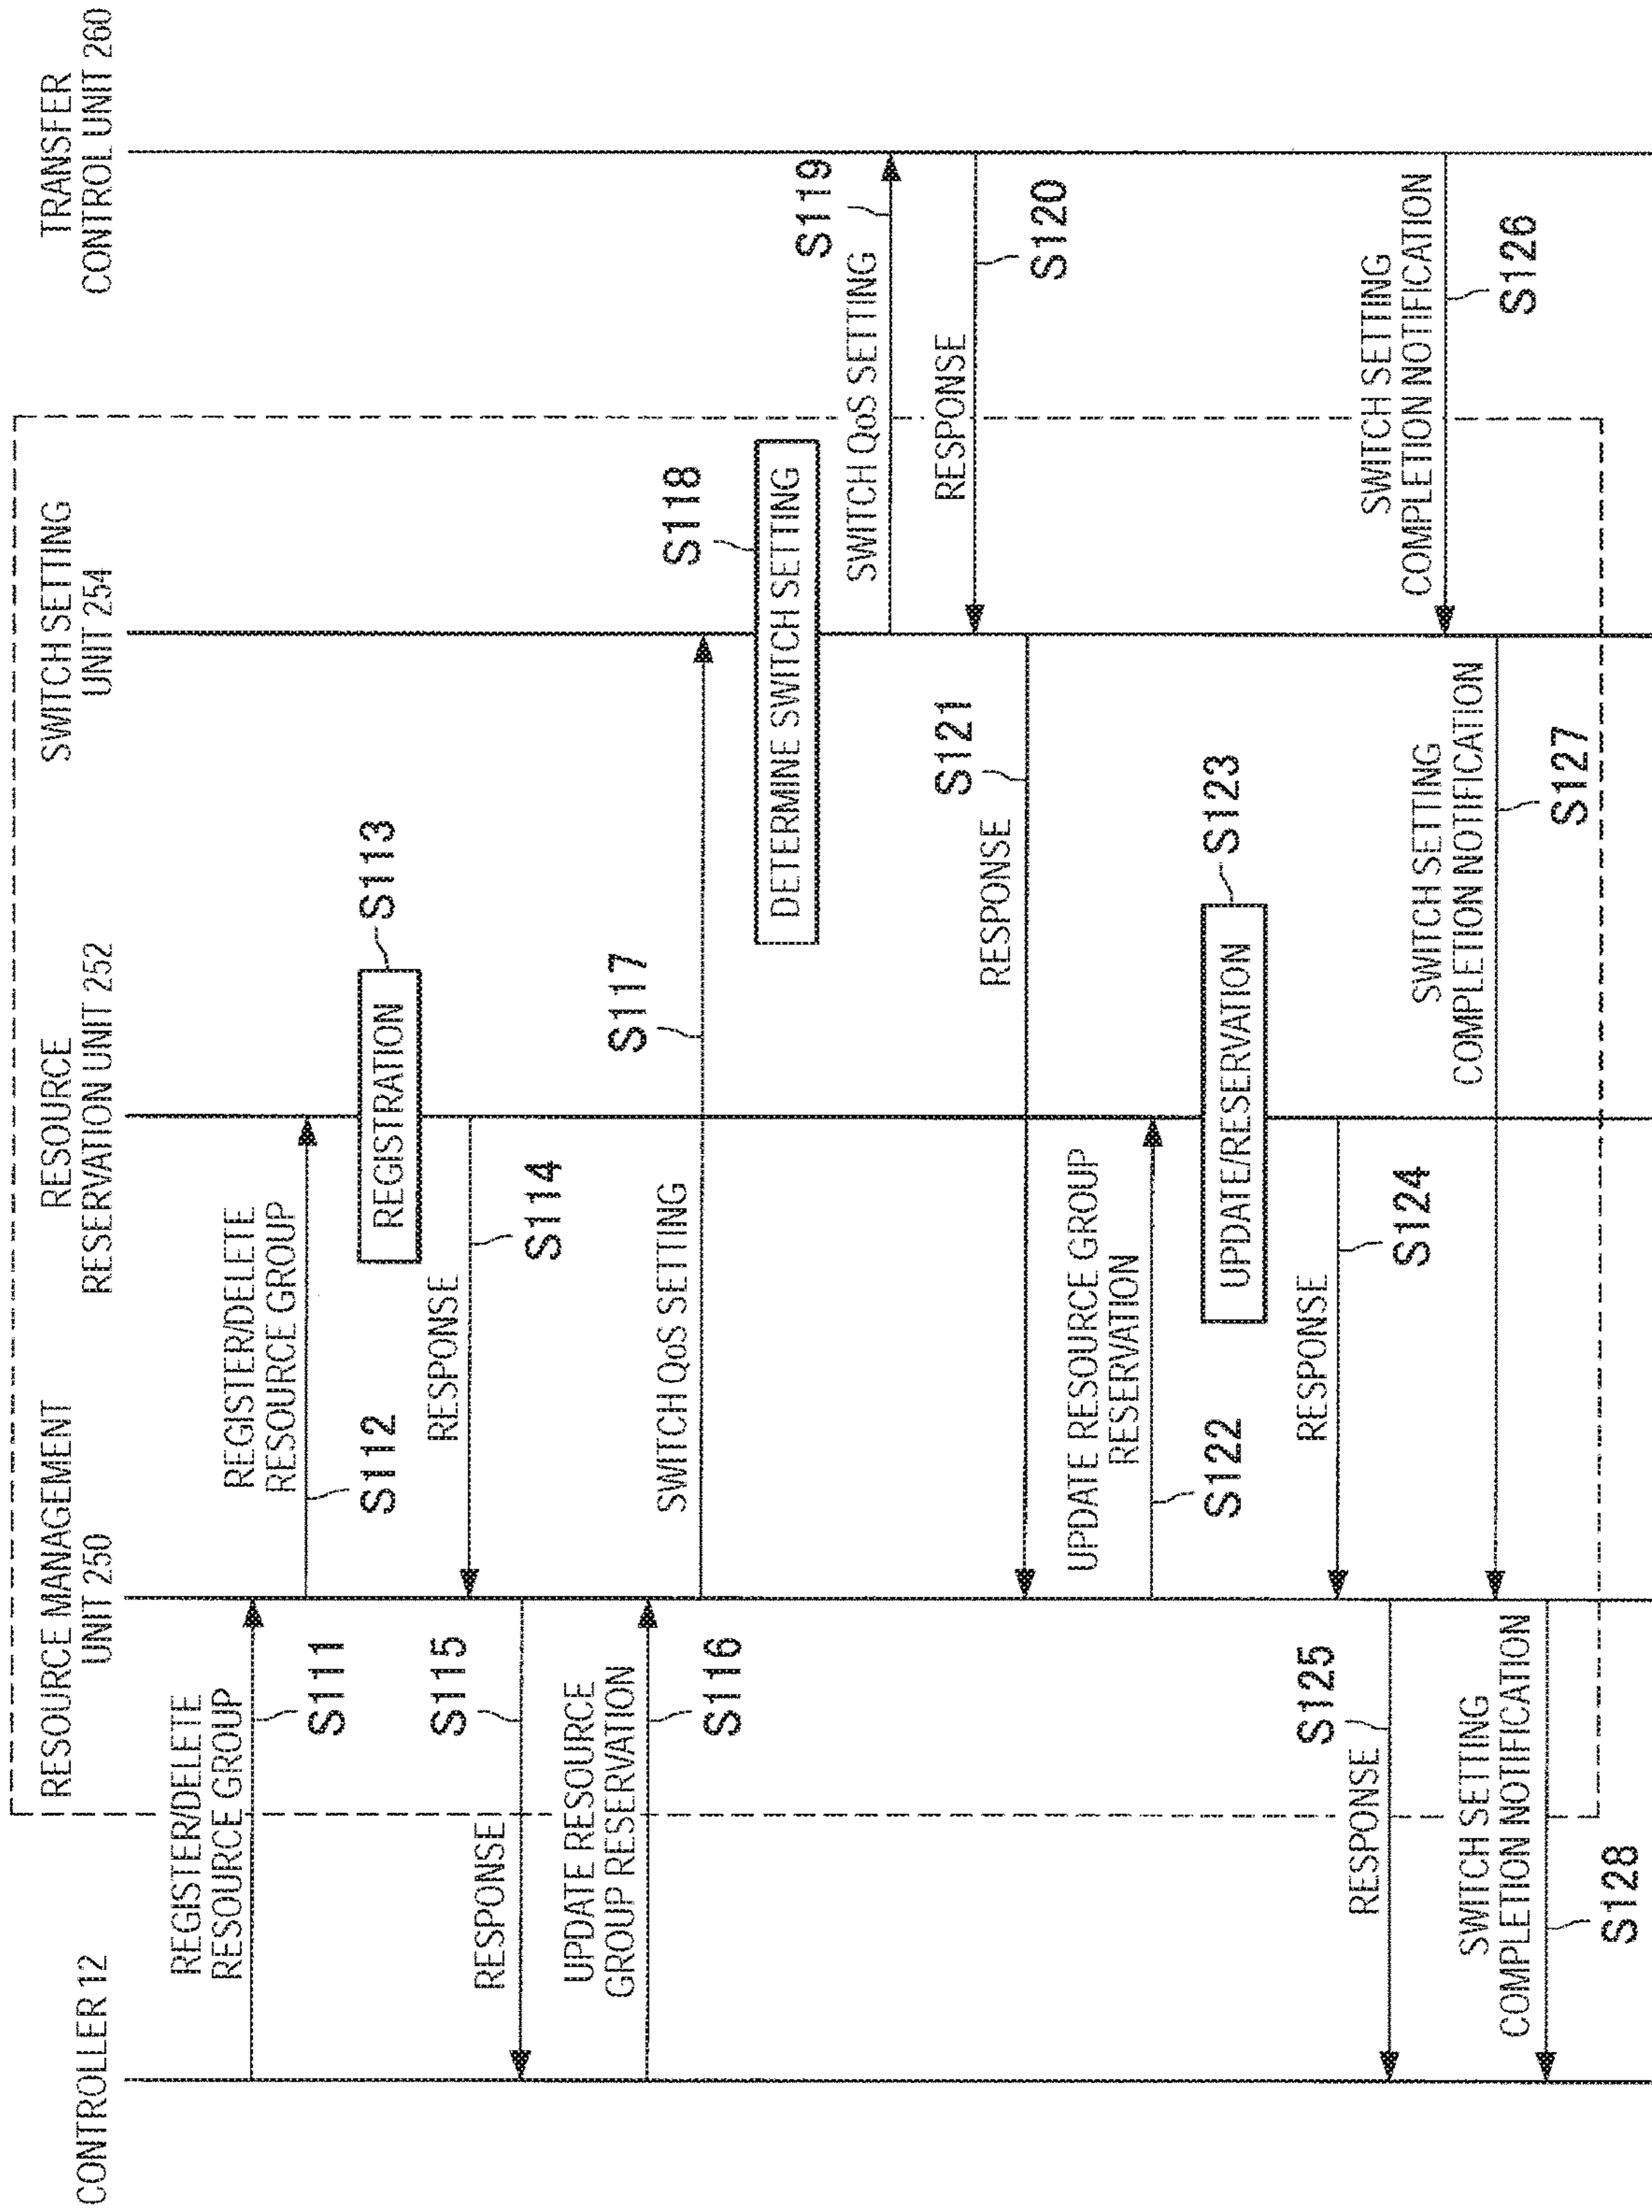 CONTROLLER 12
RESOURCE MANAGEMENT
UNIT 250
RESOURCE
RESERVATION UNIT 252
SWITCH SETTING
UNIT 254
TRANSFER
CONTROL UNIT 260
REGISTER/DELETE
RESOURCE GROUP
S111
REGISTER/DELETE
RESOURCE GROUP
S112
REGISTRATION
S113
RESPONSE
S114
RESPONSE
S115
UPDATE RESOURCE
GROUP RESERVATION
S116
SWITCH QoS SETTING
S117
DETERMINE SWITCH SETTING
S118
SWITCH QoS SETTING
S119
RESPONSE
S120
RESPONSE
S121
UPDATE RESOURCE GROUP
RESERVATION
S122
UPDATE/RESERVATION
S123
RESPONSE
S124
RESPONSE
S125
SWITCH SETTING
COMPLETION NOTIFICATION
S126
SWITCH SETTING
COMPLETION NOTIFICATION
S127
SWITCH SETTING
COMPLETION NOTIFICATION
S128